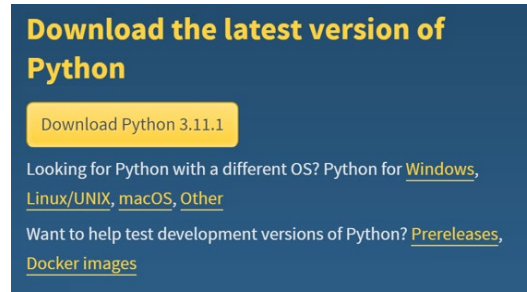 Download the latest version of
Python
Download Python 3.11.1
Looking for Python with a different OS? Python for Windows,
Linux/UNIX, macOS, Other
Want to help test development versions of Python? Prereleases,
Docker images